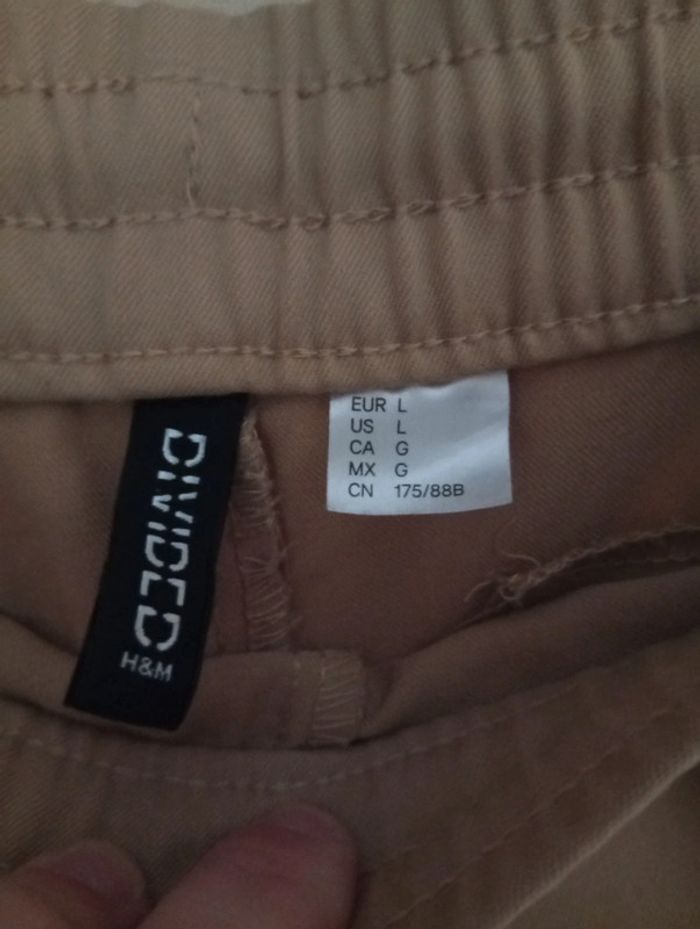 DIVIDED
H&M
EUR L
US L
CA G
MX G
CN 175/88B